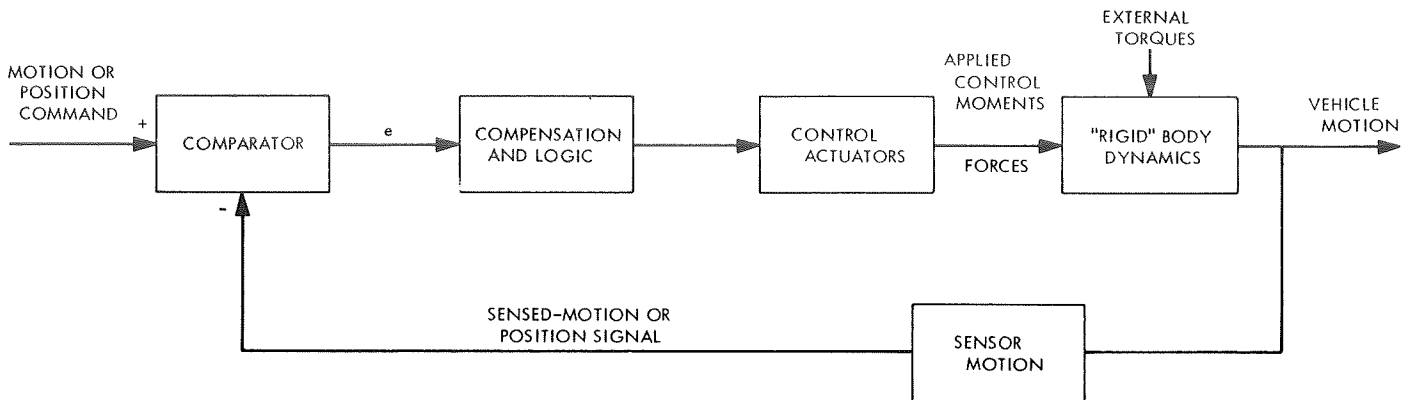 EXTERNAL
TORQUES
MOTION OR
POSITION
COMMAND
+
COMPARATOR
e
COMPENSATION
AND LOGIC
CONTROL
ACTUATORS
APPLIED
CONTROL
MOMENTS
FORCES
"RIGID" BODY
DYNAMICS
VEHICLE
MOTION
-
SENSED-MOTION OR
POSITION SIGNAL
SENSOR
MOTION